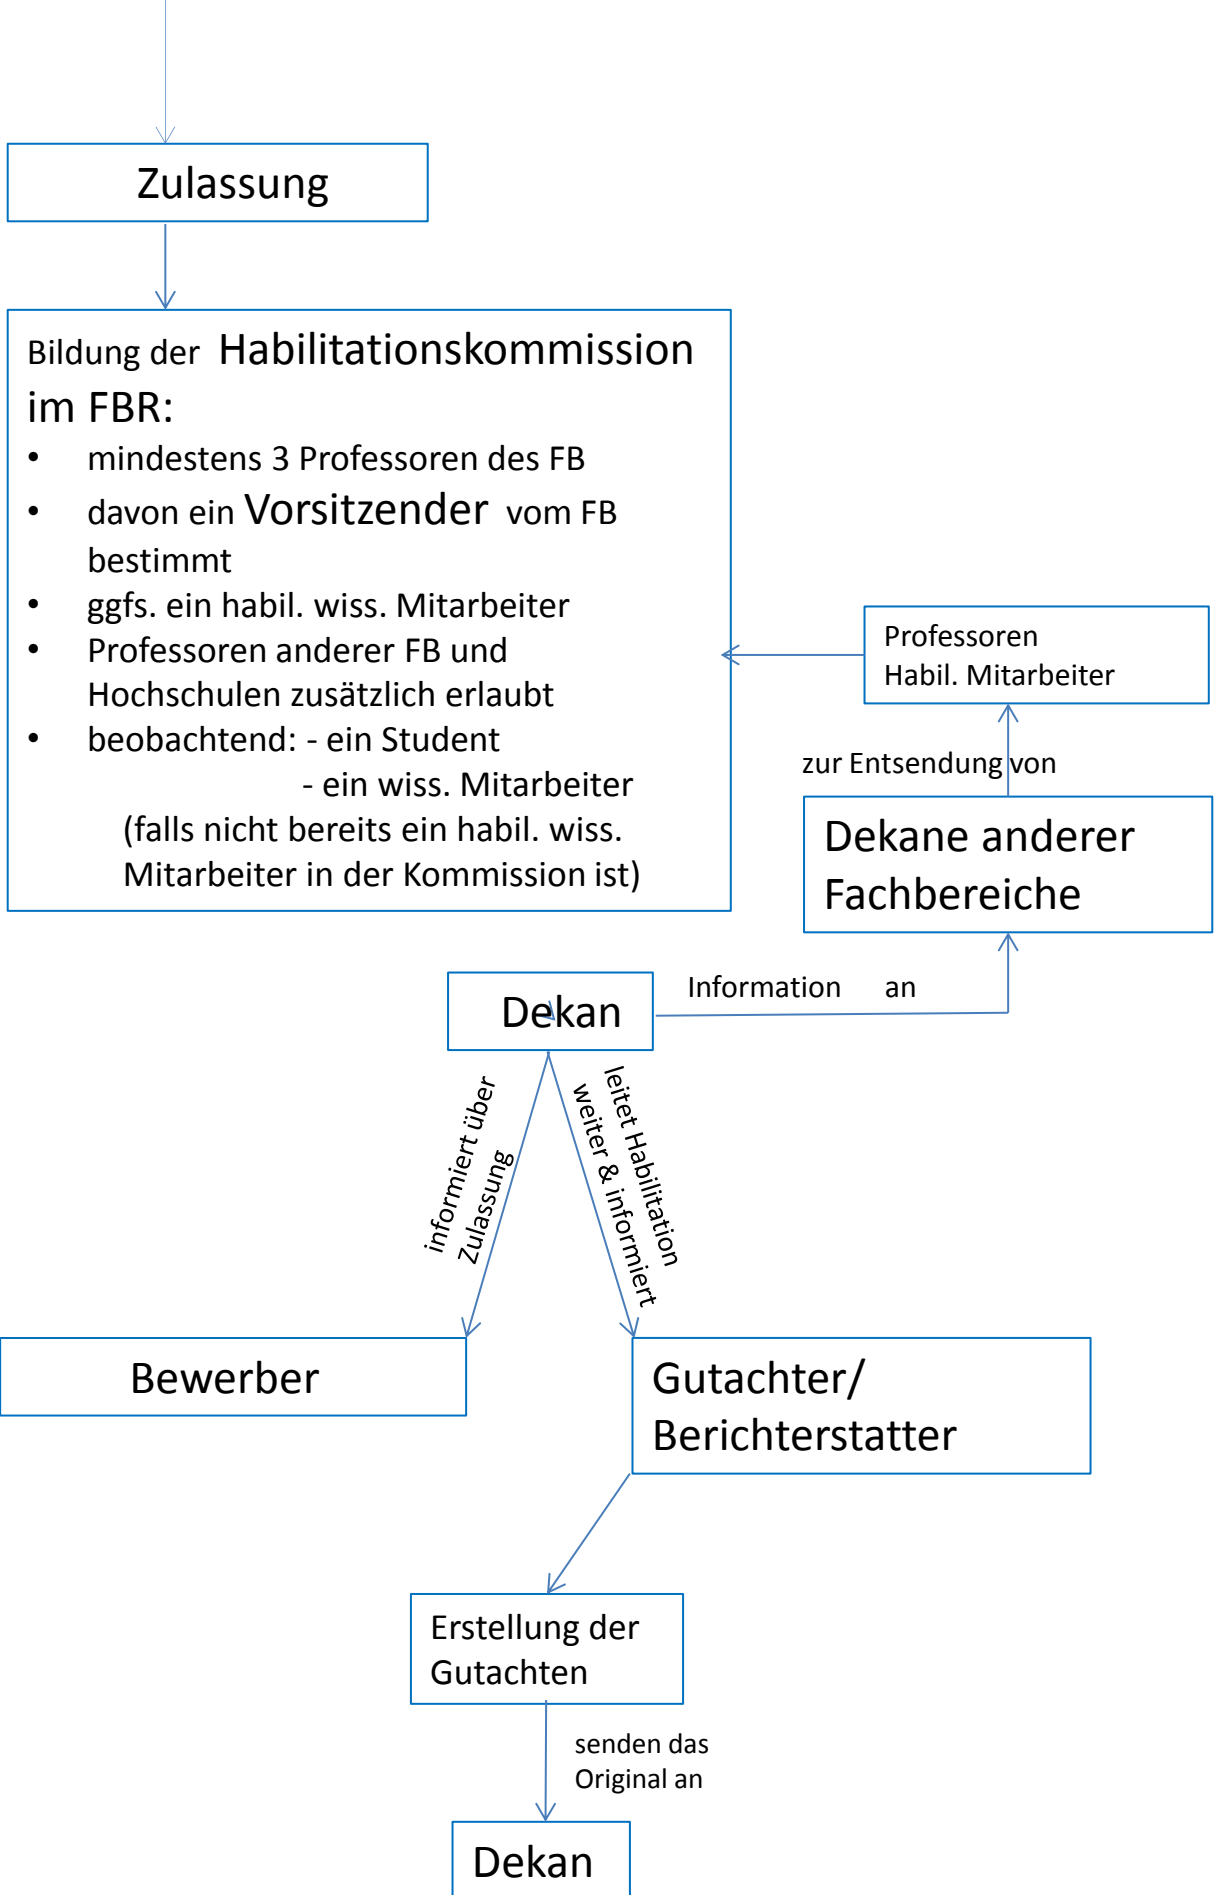 Zulassung
Bildung der Habilitationskommission
im FBR:
• mindestens 3 Professoren des FB
• davon ein Vorsitzender vom FB
bestimmt
• ggfs. ein habil. wiss. Mitarbeiter
• Professoren anderer FB und
Hochschulen zusätzlich erlaubt
• beobachtend: - ein Student
- ein wiss. Mitarbeiter
(falls nicht bereits ein habil. wiss.
Mitarbeiter in der Kommission ist)
Professoren
Habil. Mitarbeiter
zur Entsendung von
Dekane anderer
Fachbereiche
Dekan
Information an
informiert über
Zulassung
leitet Habilitation
weiter & informiert
Bewerber
Gutachter/
Berichterstatter
Erstellung der
Gutachten
senden das
Original an
Dekan